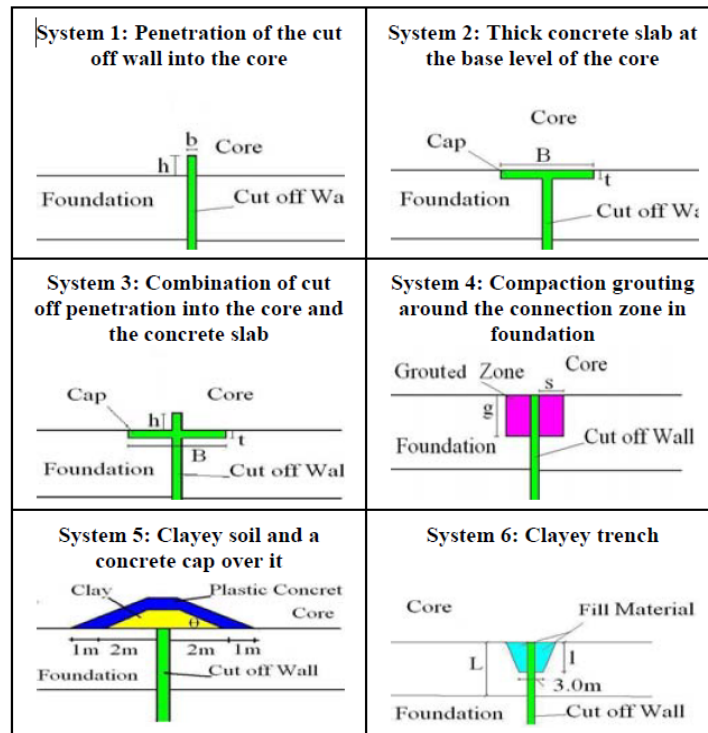 System 1: Penetration of the cut
off wall into the core
b
h
Core
Foundation
Cut off Wa
System 2: Thick concrete slab at
the base level of the core
Core
Cap
B
t
Foundation
Cut off Wa
System 3: Combination of cut
off penetration into the core and
the concrete slab
Cap
Core
h
t
B
Foundation
Cut off Wal
System 4: Compaction grouting
around the connection zone in
foundation
Core
Grouted Zone
s
g
Foundation
Cut off Wall
System 5: Clayey soil and a
concrete cap over it
Clay
Plastic Concret
θ
Core
1m 2m 2m 1m
Foundation
Cut off Wall
System 6: Clayey trench
Core
Fill Material
L
l
3.0m
Foundation
Cut off Wall